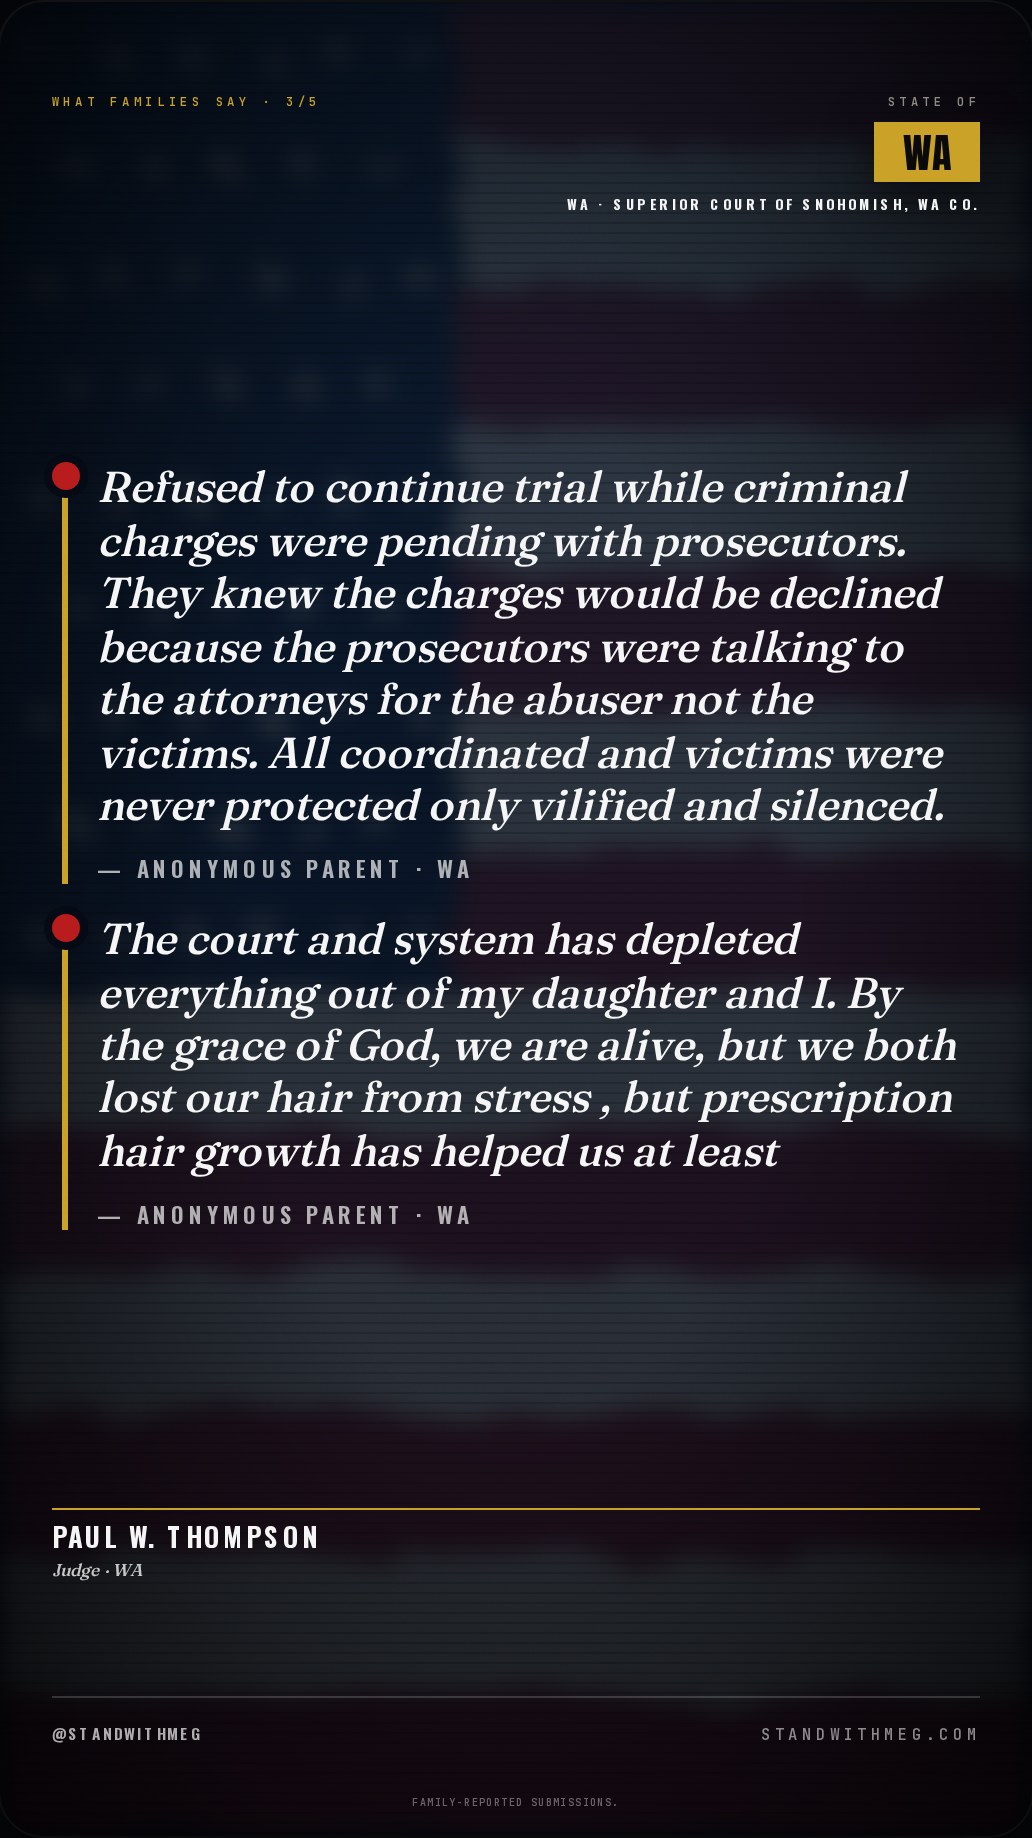 WHAT FAMILIES SAY · 3/5
STATE OF
WA
WA · SUPERIOR COURT OF SNOHOMISH, WA CO.
Refused to continue trial while criminal
charges were pending with prosecutors.
They knew the charges would be declined
because the prosecutors were talking to
the attorneys for the abuser not the
victims. All coordinated and victims were
never protected only vilified and silenced.
— ANONYMOUS PARENT · WA
The court and system has depleted
everything out of my daughter and I. By
the grace of God, we are alive, but we both
lost our hair from stress , but prescription
hair growth has helped us at least
— ANONYMOUS PARENT · WA
PAUL W. THOMPSON
Judge · WA
@STANDWITHMEG
STANDWITHMEG.COM
FAMILY-REPORTED SUBMISSIONS.